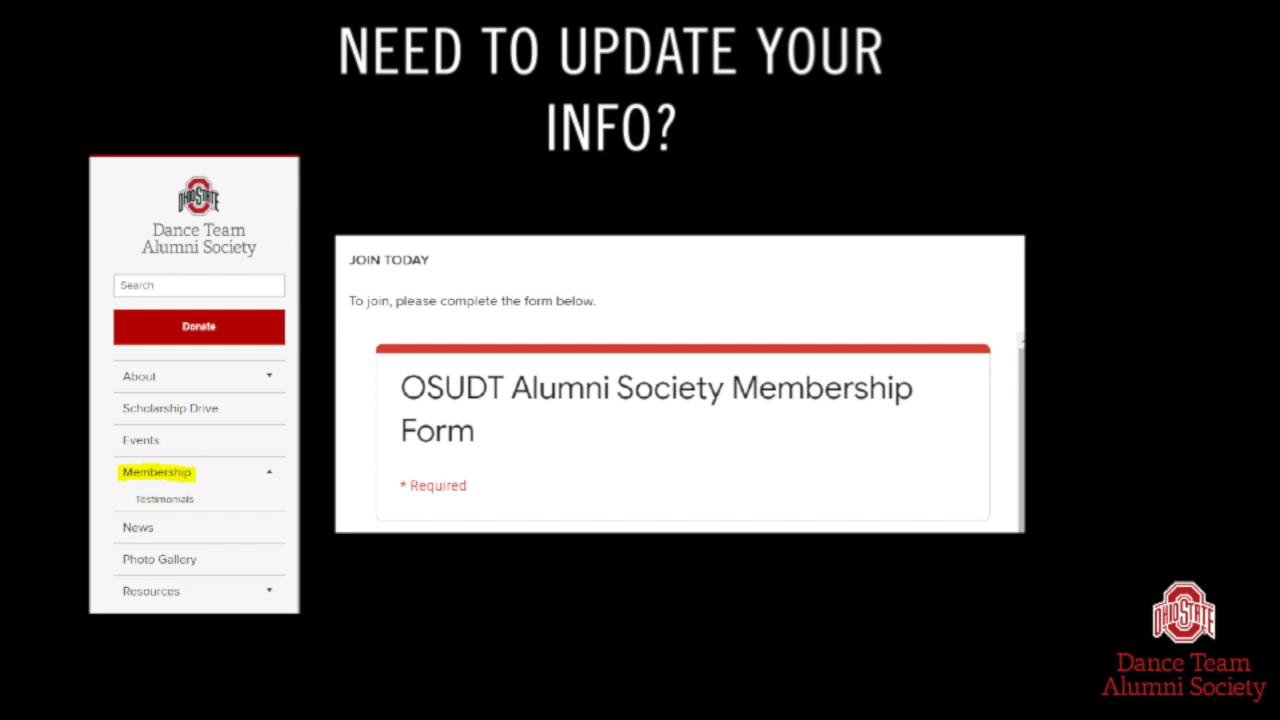 NEED TO UPDATE YOUR
INFO?
OHIO STATE
Dance Team
Alumni Society
Search
Donate
About
Scholarship Drive
Events
Membership
Testimonials
News
Photo Gallery
Resources
JOIN TODAY
To join, please complete the form below.
OSUDT Alumni Society Membership
Form
* Required
OHIO STATE
Dance Team
Alumni Society